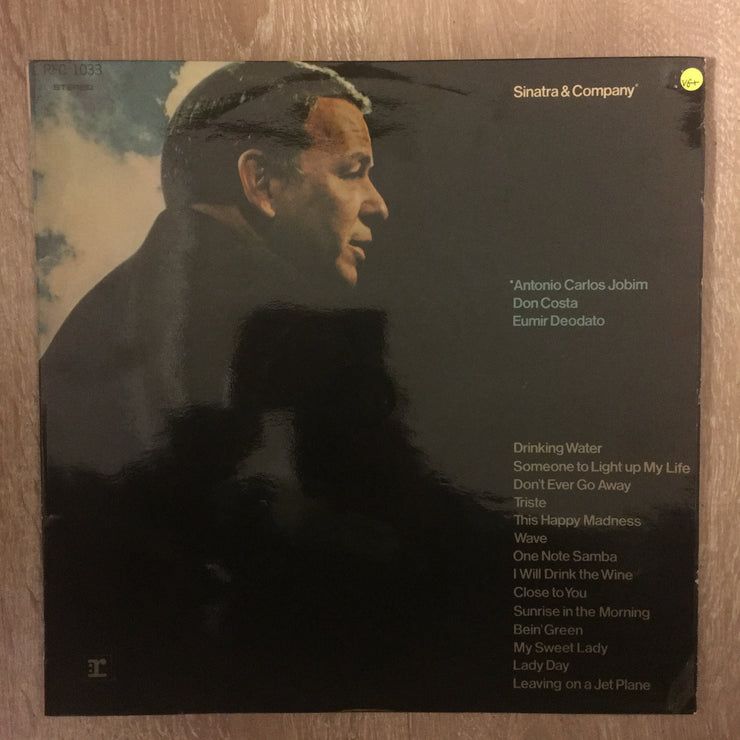 RFC 1033
STEREO
Sinatra & Company*
VG+
*Antonio Carlos Jobim
Don Costa
Eumir Deodato
Drinking Water
Someone to Light up My Life
Don't Ever Go Away
Triste
This Happy Madness
Wave
One Note Samba
I Will Drink the Wine
Close to You
Sunrise in the Morning
Bein' Green
My Sweet Lady
Lady Day
Leaving on a Jet Plane
r